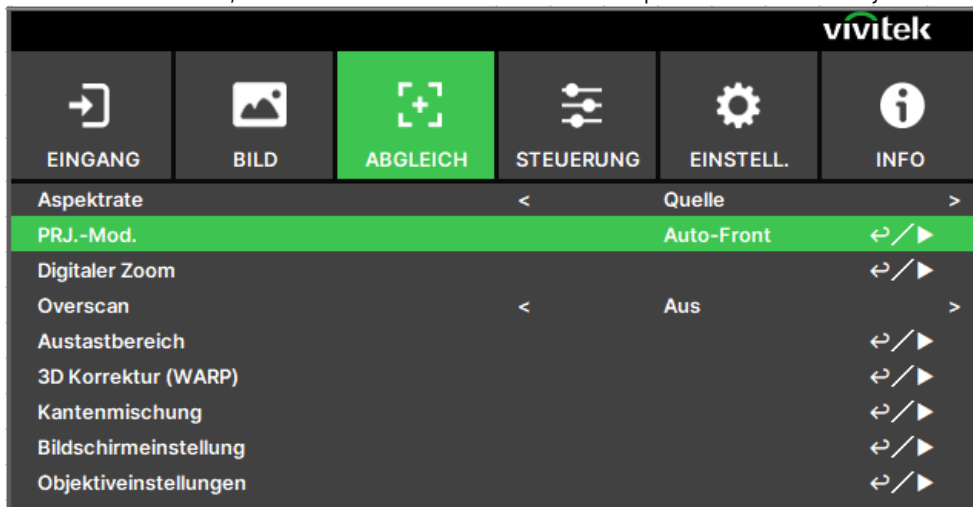 vivitek
EINGANG BILD ABGLEICH STEUERUNG EINSTELL. INFO
Aspektrate < Quelle >
PRJ.-Mod. Auto-Front ↩/▶
Digitaler Zoom ↩/▶
Overscan < Aus >
Austastbereich ↩/▶
3D Korrektur (WARP) ↩/▶
Kantenmischung ↩/▶
Bildschirmeinstellung ↩/▶
Objektiveinstellungen ↩/▶